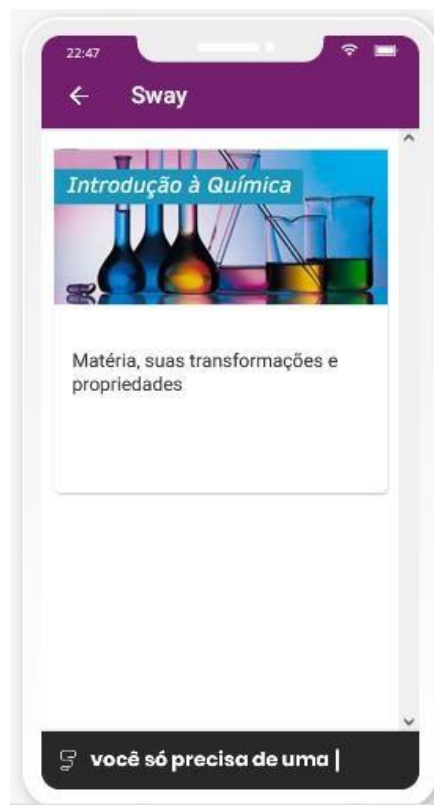 22:47
Sway
Introdução à Química
Matéria, suas transformações e
propriedades
você só precisa de uma |